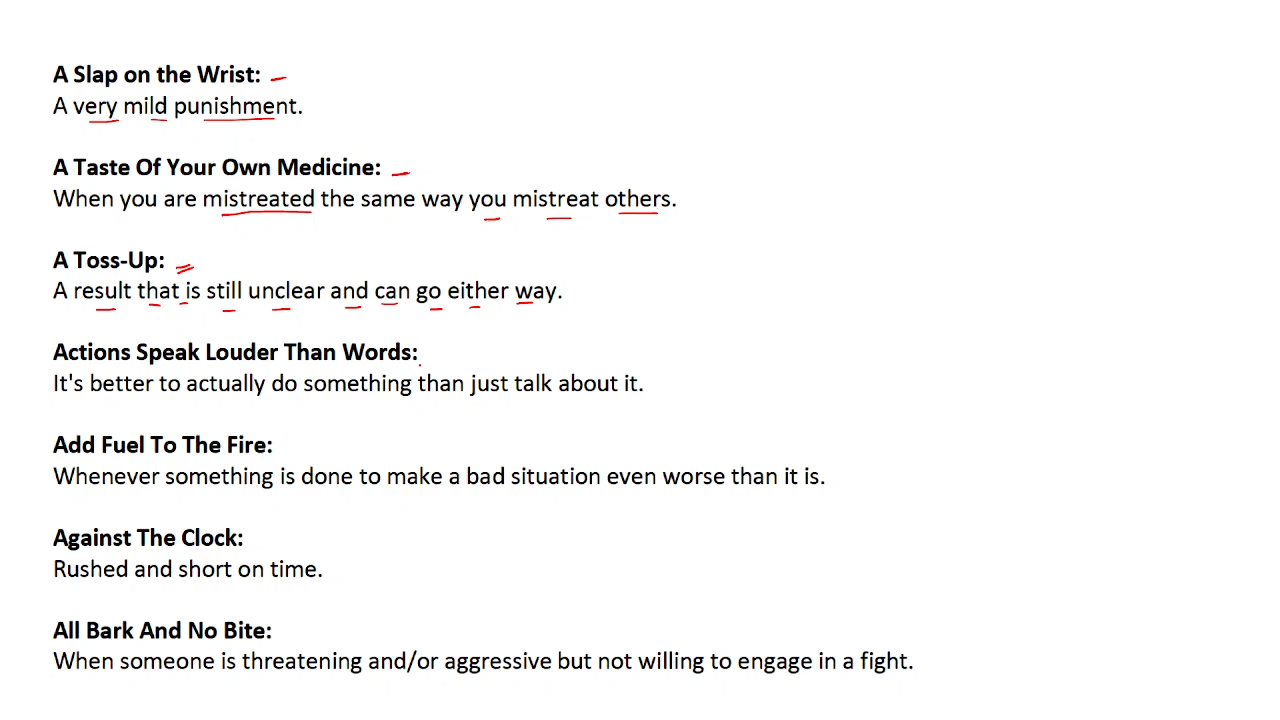 A Slap on the Wrist:
A very mild punishment.
A Taste Of Your Own Medicine:
When you are mistreated the same way you mistreat others.
A Toss-Up:
A result that is still unclear and can go either way.
Actions Speak Louder Than Words:
It's better to actually do something than just talk about it.
Add Fuel To The Fire:
Whenever something is done to make a bad situation even worse than it is.
Against The Clock:
Rushed and short on time.
All Bark And No Bite:
When someone is threatening and/or aggressive but not willing to engage in a fight.